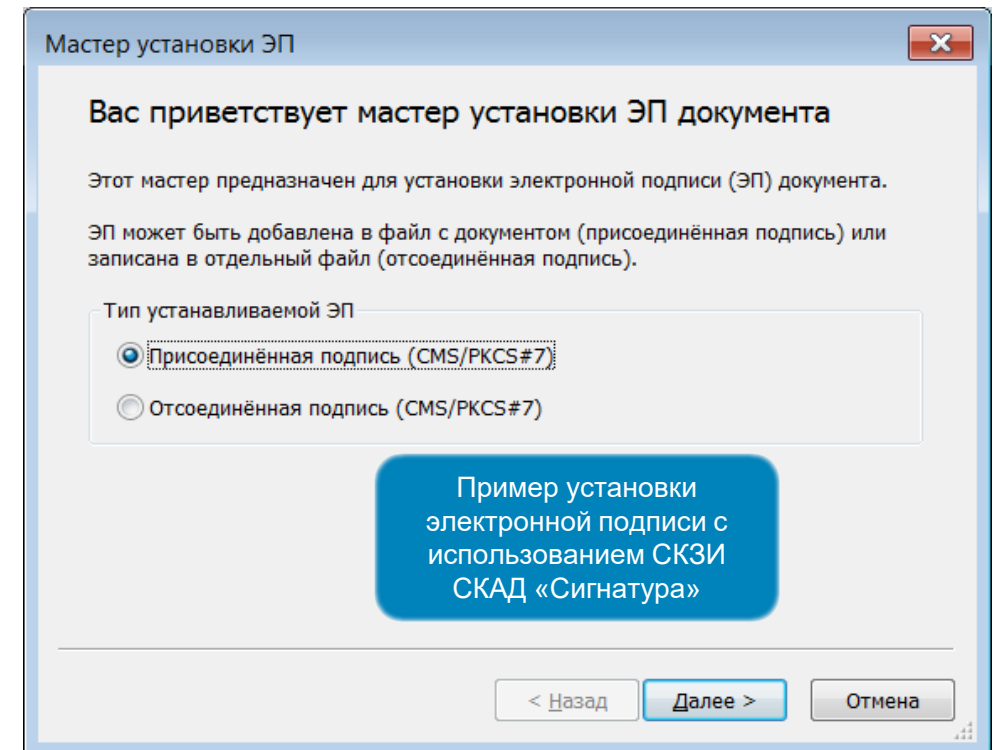 Мастер установки ЭП
Вас приветствует мастер установки ЭП документа
Этот мастер предназначен для установки электронной подписи (ЭП) документа.
ЭП может быть добавлена в файл с документом (присоединённая подпись) или
записана в отдельный файл (отсоединённая подпись).
Тип устанавливаемой ЭП
Присоединённая подпись (CMS/PKCS#7)
Отсоединённая подпись (CMS/PKCS#7)
Пример установки
электронной подписи с
использованием СКЗИ
СКАД «Сигнатура»
< Назад
Далее >
Отмена